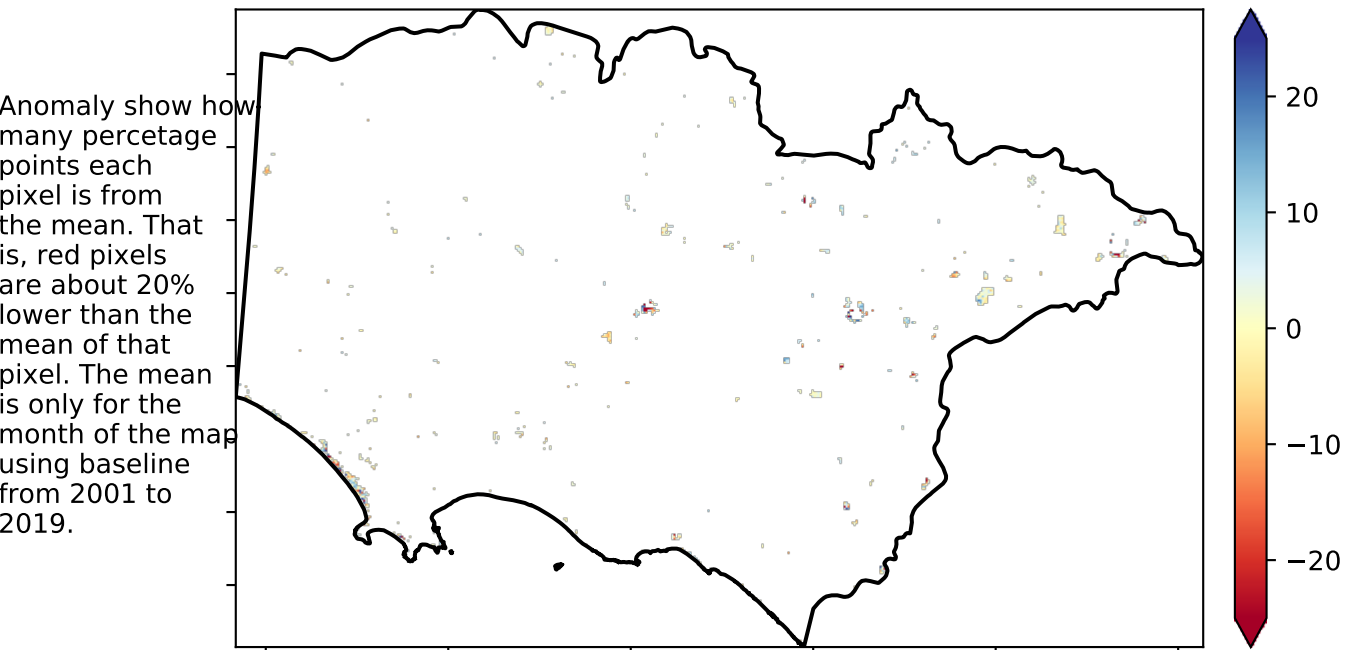 Anomaly show how
many percetage
points each
pixel is from
the mean. That
is, red pixels
are about 20%
lower than the
mean of that
pixel. The mean
is only for the
month of the map
using baseline
from 2001 to
2019.
20
10
0
−10
−20